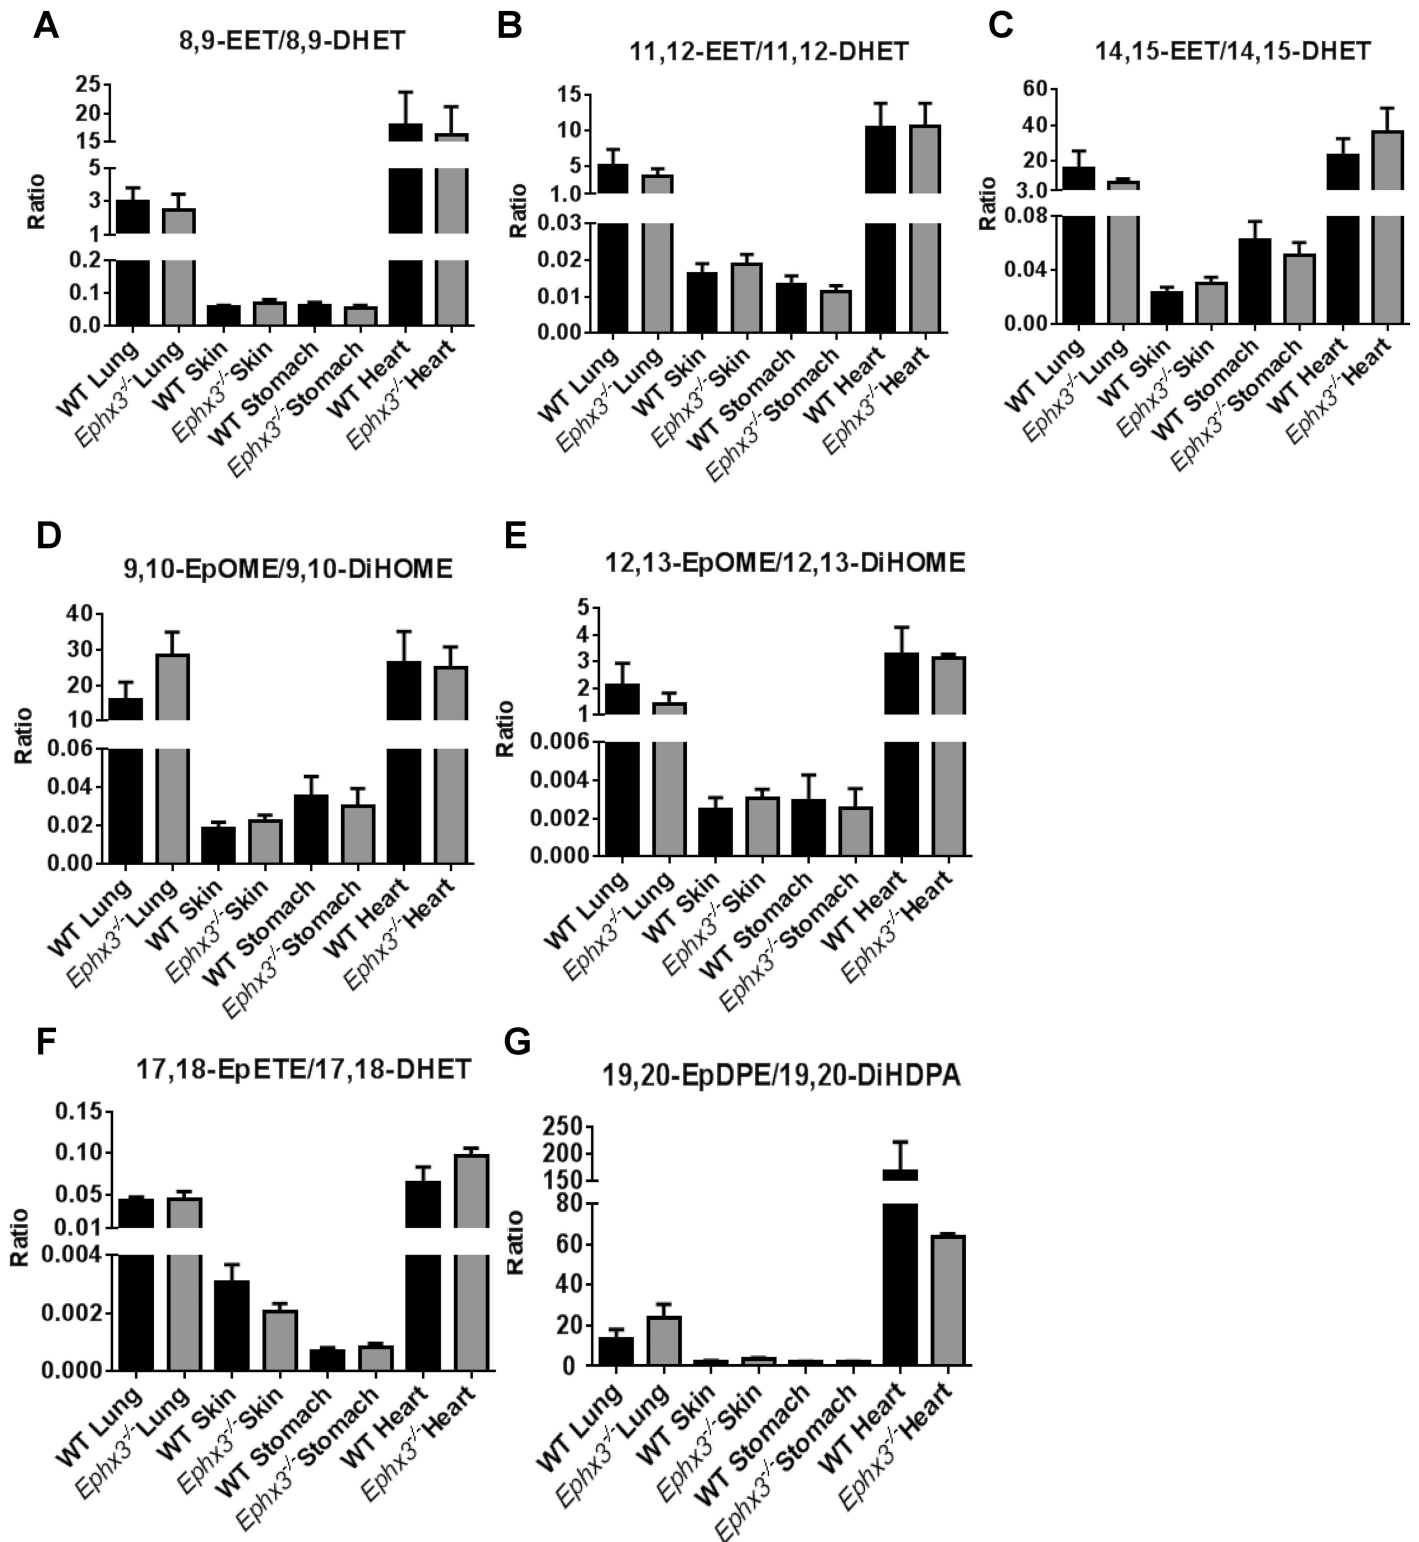 A
8,9-EET/8,9-DHET
25
20
15
5
3
1
0.2
0.1
0.0
Ratio
WT Lung
Ephx3-/-Lung
WT Skin
Ephx3-/-Skin
WT Stomach
Ephx3-/-Stomach
WT Heart
Ephx3-/-Heart
B
11,12-EET/11,12-DHET
15
10
5
1.0
0.03
0.02
0.01
0.00
Ratio
WT Lung
Ephx3-/-Lung
WT Skin
Ephx3-/-Skin
WT Stomach
Ephx3-/-Stomach
WT Heart
Ephx3-/-Heart
C
14,15-EET/14,15-DHET
60
40
20
3.0
0.08
0.04
0.00
Ratio
WT Lung
Ephx3-/-Lung
WT Skin
Ephx3-/-Skin
WT Stomach
Ephx3-/-Stomach
WT Heart
Ephx3-/-Heart
D
9,10-EpOME/9,10-DiHOME
40
30
20
10
0.06
0.04
0.02
0.00
Ratio
WT Lung
Ephx3-/-Lung
WT Skin
Ephx3-/-Skin
WT Stomach
Ephx3-/-Stomach
WT Heart
Ephx3-/-Heart
E
12,13-EpOME/12,13-DiHOME
5
4
3
2
1
0.006
0.004
0.002
0.000
Ratio
WT Lung
Ephx3-/-Lung
WT Skin
Ephx3-/-Skin
WT Stomach
Ephx3-/-Stomach
WT Heart
Ephx3-/-Heart
F
17,18-EpETE/17,18-DHET
0.15
0.10
0.05
0.01
0.004
0.002
0.000
Ratio
WT Lung
Ephx3-/-Lung
WT Skin
Ephx3-/-Skin
WT Stomach
Ephx3-/-Stomach
WT Heart
Ephx3-/-Heart
G
19,20-EpDPE/19,20-DiHDPA
250
200
150
80
60
40
20
0
Ratio
WT Lung
Ephx3-/-Lung
WT Skin
Ephx3-/-Skin
WT Stomach
Ephx3-/-Stomach
WT Heart
Ephx3-/-Heart